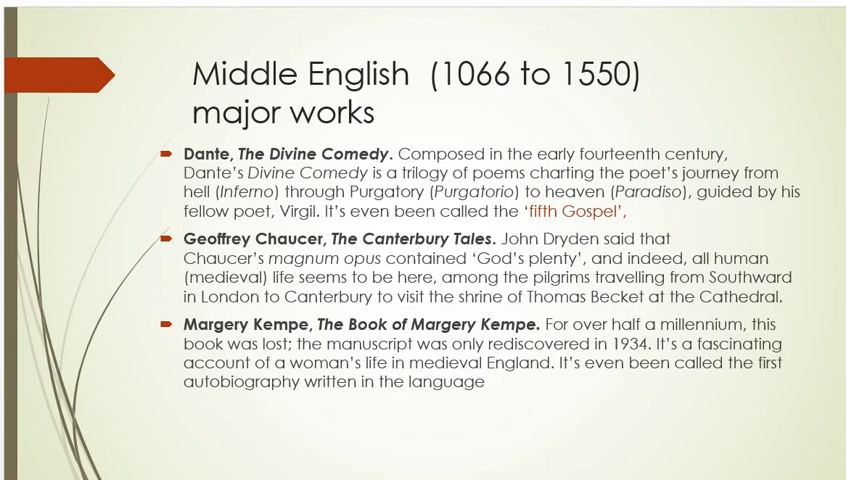 Middle English (1066 to 1550)
major works
Dante, The Divine Comedy. Composed in the early fourteenth century,
Dante's Divine Comedy is a trilogy of poems charting the poet's journey from
hell (Inferno) through Purgatory (Purgatorio) to heaven (Paradiso), guided by his
fellow poet, Virgil. It's even been called the ‘fifth Gospel’,
Geoffrey Chaucer, The Canterbury Tales. John Dryden said that
Chaucer's magnum opus contained ‘God's plenty’, and indeed, all human
(medieval) life seems to be here, among the pilgrims travelling from Southward
in London to Canterbury to visit the shrine of Thomas Becket at the Cathedral.
Margery Kempe, The Book of Margery Kempe. For over half a millennium, this
book was lost; the manuscript was only rediscovered in 1934. It's a fascinating
account of a woman's life in medieval England. It's even been called the first
autobiography written in the language